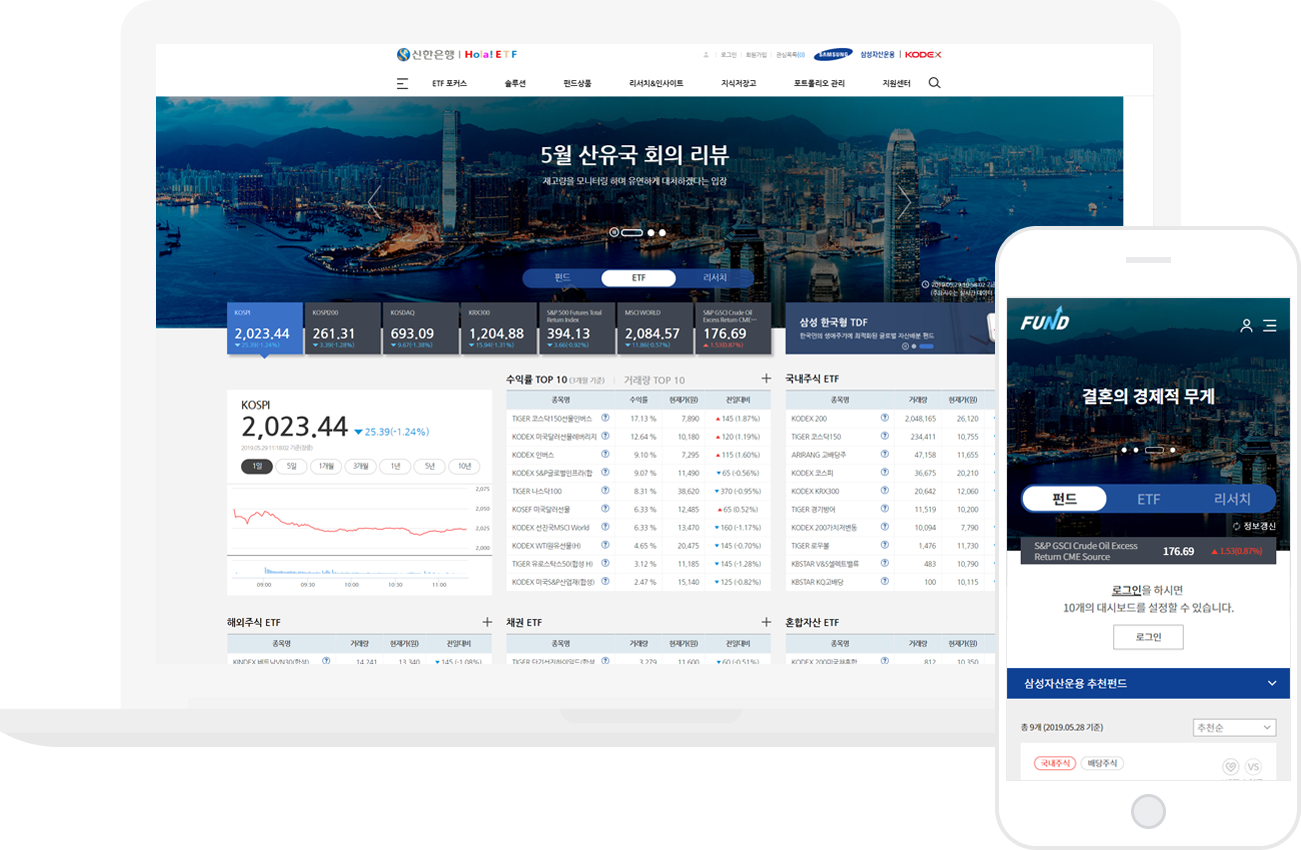 신한은행 | Hola! ETF
로그인 회원가입 관심목록(0) SAMSUNG 삼성자산운용 | KODEX
ETF 포커스 솔루션 펀드상품 리서치&인사이트 지식저장고 포트폴리오 관리 지원센터
5월 산유국 회의 리뷰
재고량을 모니터링 하며 유연하게 대처하겠다는 입장
펀드 ETF 리서치
KOSPI
2,023.44
▼ 25.39(-1.24%)
KOSPI200
261.31
▼ 3.39(-1.28%)
KOSDAQ
693.09
▼ 9.67(-1.38%)
KRX300
1,204.88
▼ 15.94(-1.31%)
S&P 500 Futures Total
Return Index
394.13
▼ 3.66(-0.92%)
MSCI WORLD
2,084.57
▼ 11.86(-0.57%)
S&P GSCI Crude Oil
Excess Return CME…
176.69
▲ 1.53(0.87%)
삼성 한국형 TDF
한국인의 생애주기에 최적화된 글로벌 자산배분 펀드
KOSPI
2,023.44 ▼ 25.39(-1.24%)
1일 5일 1개월 3개월 1년 5년 10년
2,075
2,050
2,025
2,000
09:00 09:30 10:00 10:30 11:00
수익률 TOP 10 (3개월 기준) | 거래량 TOP 10
종목명 수익률 현재가(원) 전일대비
TIGER 코스닥150선물인버스 17.13 % 7,890 ▲ 145 (1.87%)
KODEX 미국달러선물레버리지 12.64 % 10,180 ▲ 120 (1.19%)
KODEX 인버스 9.10 % 7,295 ▲ 115 (1.60%)
KODEX S&P글로벌인프라(합 9.07 % 11,490 ▼ 65 (-0.56%)
TIGER 나스닥100 8.31 % 38,620 ▼ 370 (-0.95%)
KOSEF 미국달러선물 6.33 % 12,485 ▲ 65 (0.52%)
KODEX 선진국MSCI World 6.33 % 13,470 ▼ 160 (-1.17%)
KODEX WTI원유선물(H) 4.65 % 20,475 ▼ 145 (-0.70%)
TIGER 유로스탁스50(합성 H) 3.12 % 11,185 ▼ 145 (-1.28%)
KODEX 미국S&P산업재(합성) 2.47 % 15,140 ▼ 125 (-0.82%)
국내주식 ETF
종목명 거래량 현재가(원)
KODEX 200 2,048,165 26,120
TIGER 코스닥150 234,411 10,755
ARIRANG 고배당주 47,158 11,655
KODEX 코스피 36,675 20,210
KODEX KRX300 20,642 12,060
TIGER 경기방어 11,519 10,200
KODEX 200가치저변동 10,094 7,790
TIGER 로우볼 1,476 11,730
KBSTAR V&S셀렉트밸류 483 10,790
KBSTAR KQ고배당 100 10,115
해외주식 ETF
종목명 거래량 현재가(원) 전일대비
KINDEX 베트남VN30(합성) 14,241 13,340 ▼ 145 (-1.08%)
채권 ETF
종목명 거래량 현재가(원) 전일대비
TIGER 단기선진하이일드(합성 3,279 11,600 ▼ 60 (-0.51%)
혼합자산 ETF
종목명 거래량 현재가(원)
KODEX 200미국채혼합 812 10,350
FUND
결혼의 경제적 무게
펀드 ETF 리서치
정보갱신
S&P GSCI Crude Oil Excess
Return CME Source
176.69 ▲ 1.53(0.87%)
로그인을 하시면
10개의 대시보드를 설정할 수 있습니다.
로그인
삼성자산운용 추천펀드
총 9개 (2019.05.28 기준)
추천순
국내주식 배당주식
VS